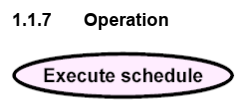 1.1.7 Operation
Execute schedule